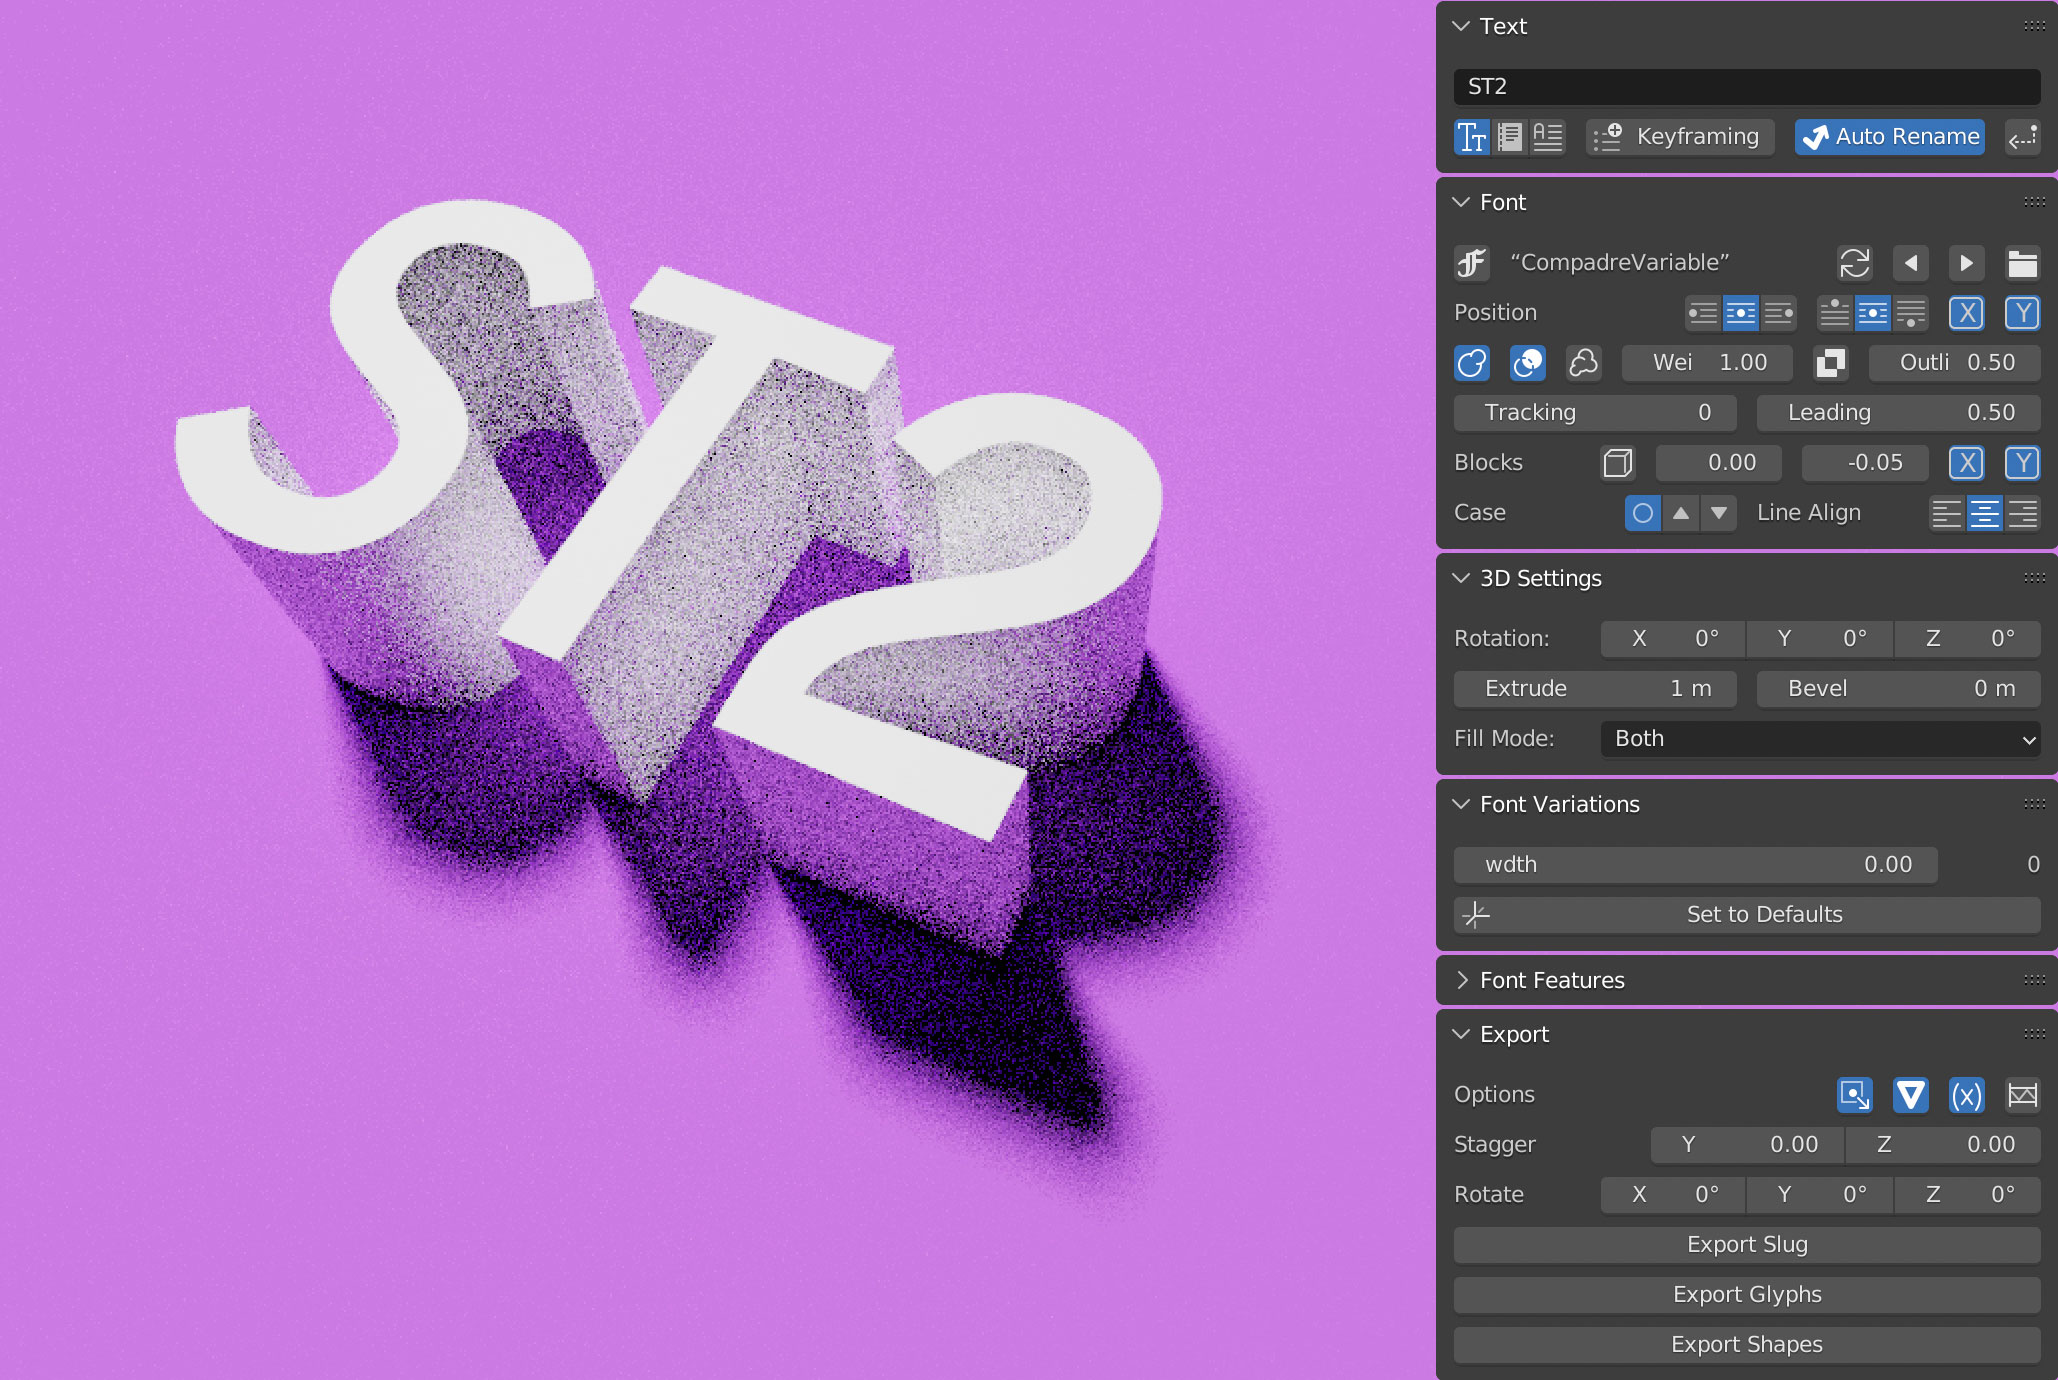 ST2
Text
ST2
Keyframing Auto Rename
Font
“CompadreVariable”
Position X Y
Wei 1.00 Outli 0.50
Tracking 0 Leading 0.50
Blocks 0.00 -0.05 X Y
Case Line Align
3D Settings
Rotation: X 0° Y 0° Z 0°
Extrude 1 m Bevel 0 m
Fill Mode: Both
Font Variations
wdth 0.00 0
Set to Defaults
Font Features
Export
Options (x)
Stagger Y 0.00 Z 0.00
Rotate X 0° Y 0° Z 0°
Export Slug
Export Glyphs
Export Shapes